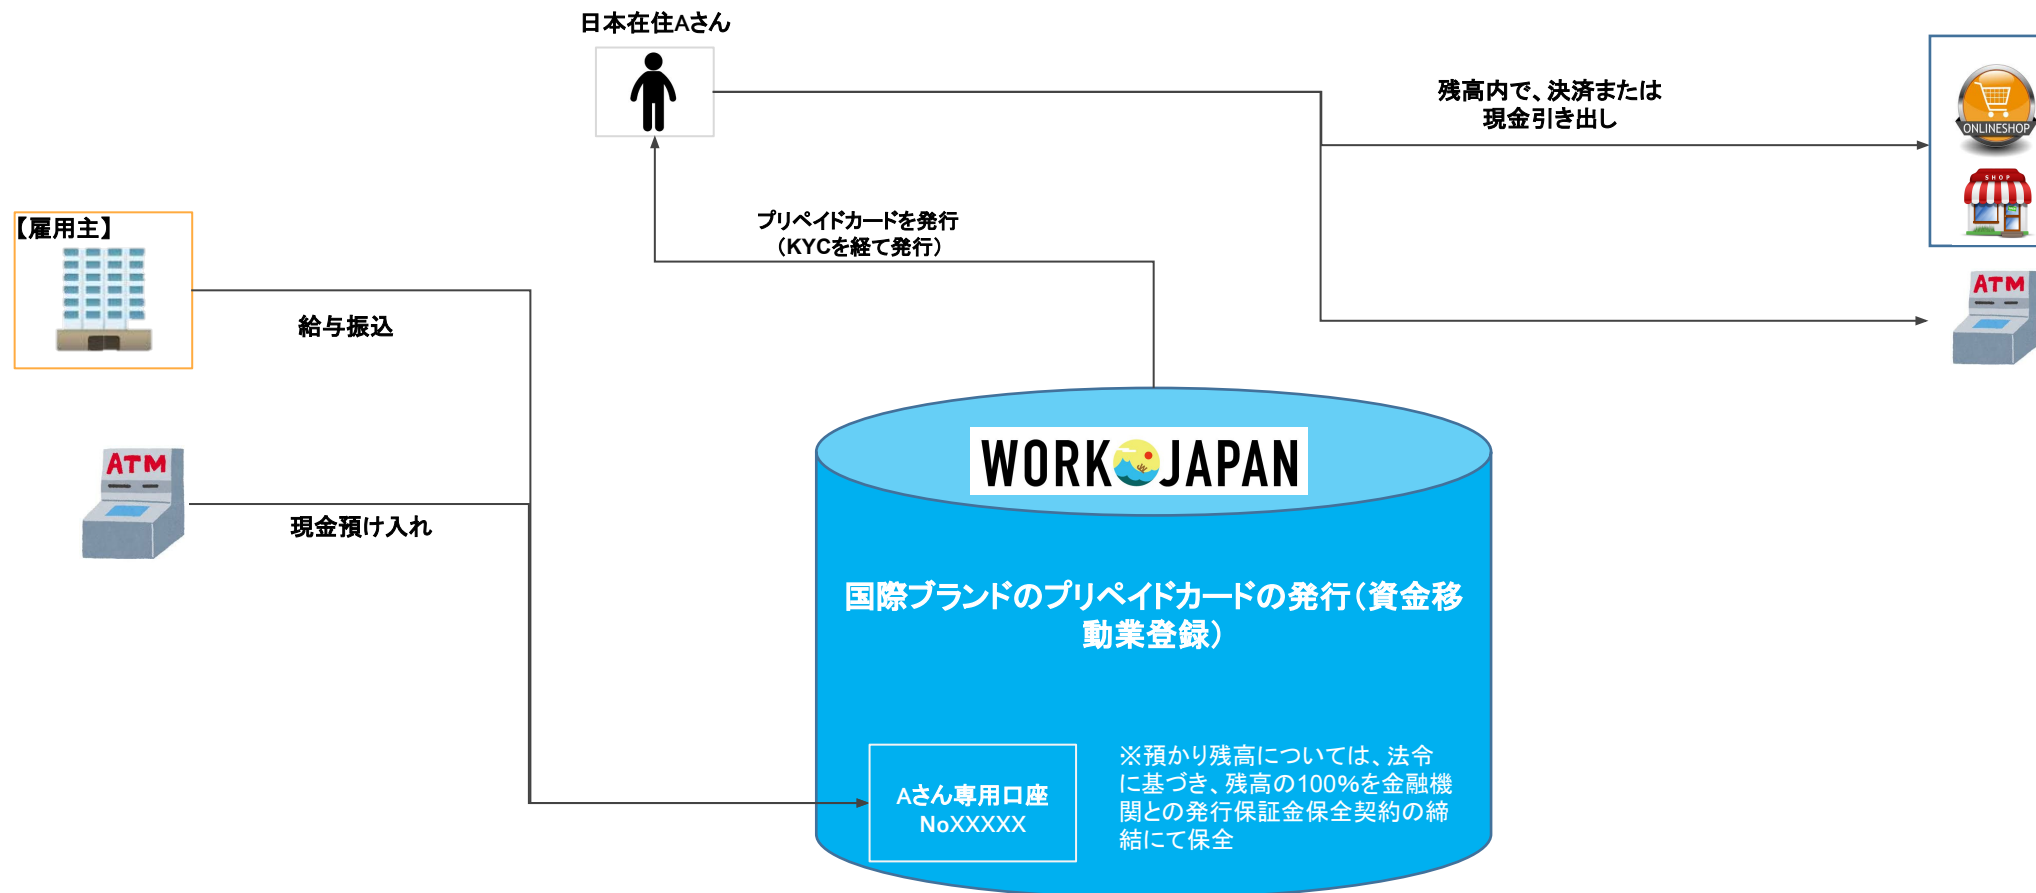 日本在住Aさん
残高内で、決済または
現金引き出し
ONLINESHOP
SHOP
プリペイドカードを発行
（KYCを経て発行）
【雇用主】
給与振込
ATM
ATM
現金預け入れ
WORK JAPAN
国際ブランドのプリペイドカードの発行（資金移
動業登録）
Aさん専用口座
NoXXXXX
※預かり残高については、法令
に基づき、残高の100%を金融機
関との発行保証金保全契約の締
結にて保全